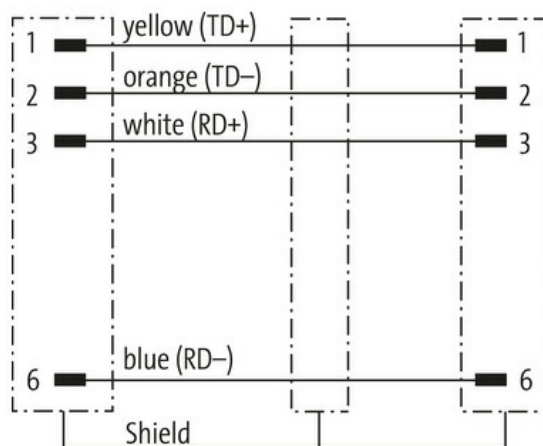 1 yellow (TD+) 1
2 orange (TD–) 2
3 white (RD+) 3
6 blue (RD–) 6
Shield